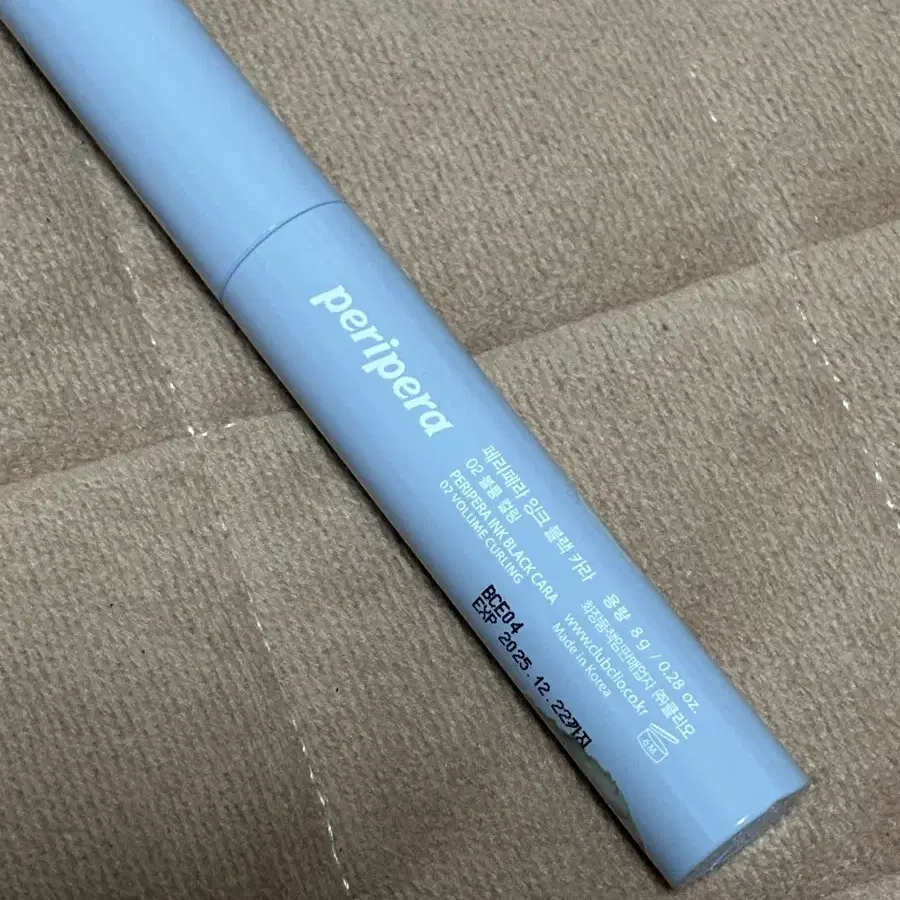 peripera
페리페라 잉크 블랙 카라
02 볼륨 컬링
PERIPERA INK BLACK CARA
02 VOLUME CURLING
BCE04
EXP 2025.12.22까지
용량 8 g / 0.28 oz.
화장품책임판매업자 ㈜클리오
www.clubclio.co.kr
Made in Korea
6M